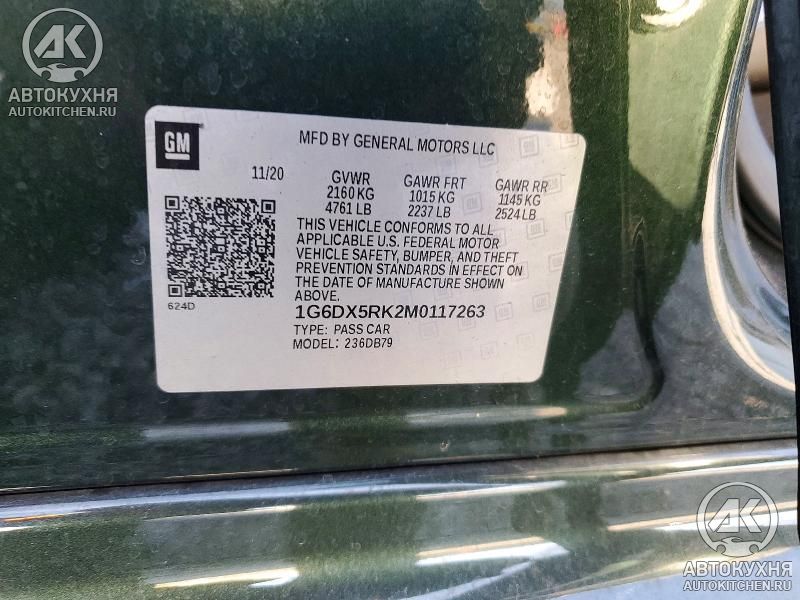 AK
АВТОКУХНЯ
AUTOKITCHEN.RU
GM
MFD BY GENERAL MOTORS LLC
11/20 GVWR GAWR FRT GAWR RR
2160 KG 1015 KG 1145 KG
4761 LB 2237 LB 2524 LB
THIS VEHICLE CONFORMS TO ALL
APPLICABLE U.S. FEDERAL MOTOR
VEHICLE SAFETY, BUMPER, AND THEFT
PREVENTION STANDARDS IN EFFECT ON
THE DATE OF MANUFACTURE SHOWN
ABOVE.
624D
1G6DX5RK2M0117263
TYPE: PASS CAR
MODEL: 236DB79
AK
АВТОКУХНЯ
AUTOKITCHEN.RU